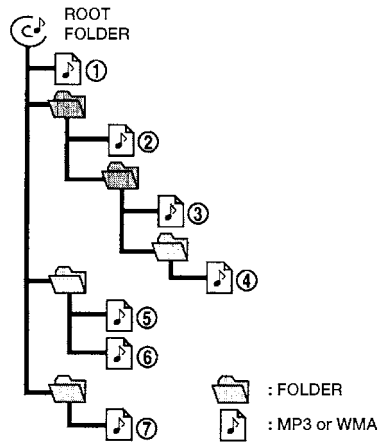 ROOT
FOLDER
①
②
③
④
⑤
⑥
⑦
: FOLDER
: MP3 or WMA